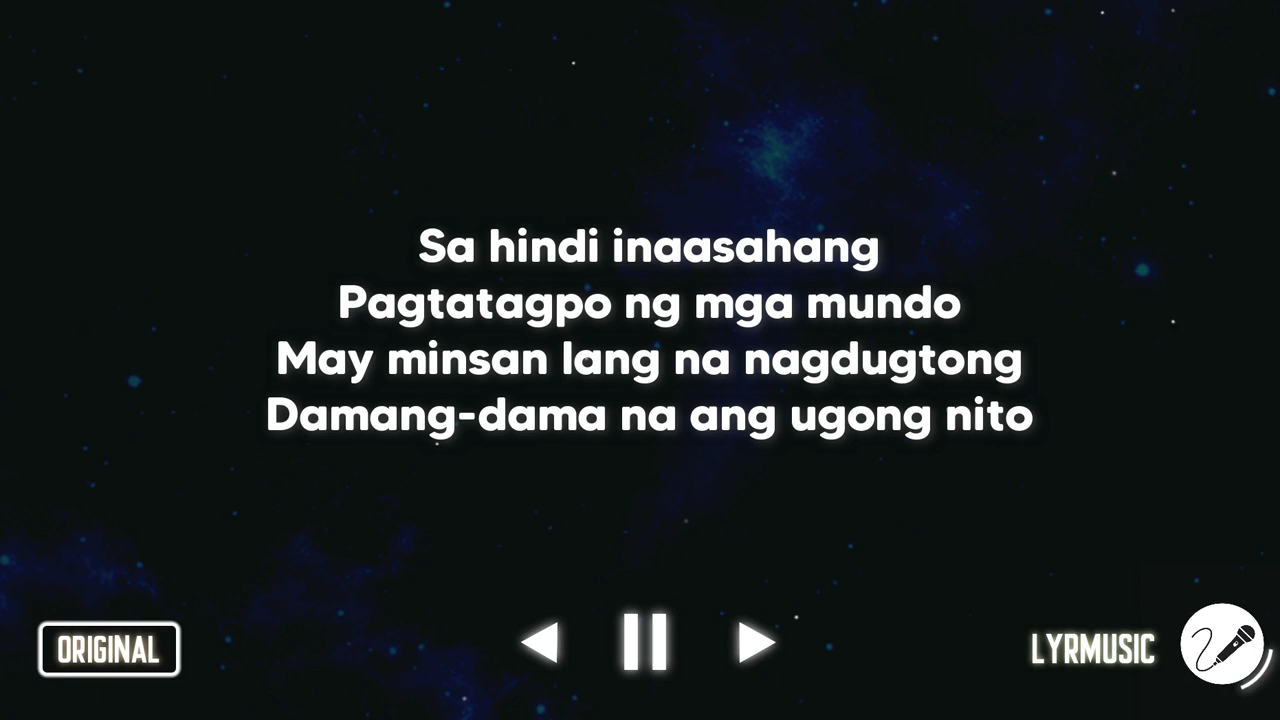 Sa hindi inaasahang
Pagtatagpo ng mga mundo
May minsan lang na nagdugtong
Damang-dama na ang ugong nito
ORIGINAL
LYRMUSIC